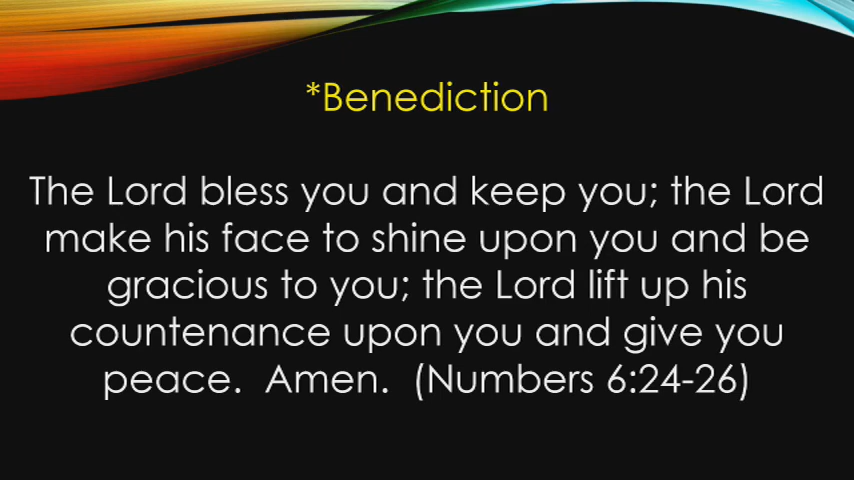 *Benediction
The Lord bless you and keep you; the Lord
make his face to shine upon you and be
gracious to you; the Lord lift up his
countenance upon you and give you
peace.  Amen.  (Numbers 6:24-26)